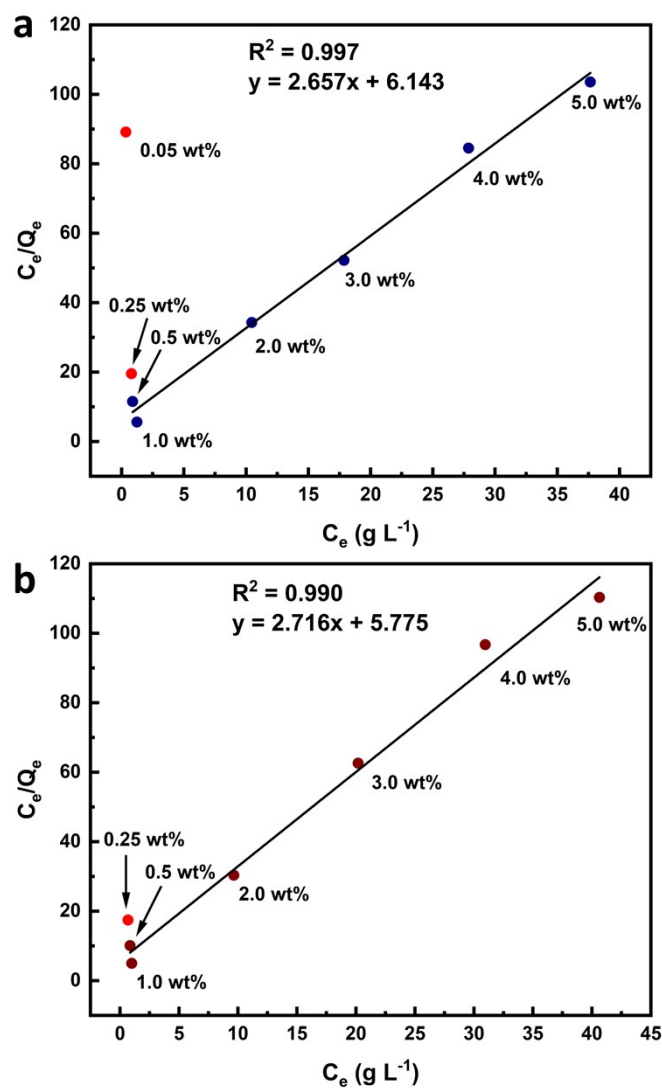 a
R² = 0.997
y = 2.657x + 6.143
120
100
80
60
40
20
0
Cₑ/Qₑ
0.05 wt%
0.25 wt%
0.5 wt%
1.0 wt%
2.0 wt%
3.0 wt%
4.0 wt%
5.0 wt%
0 5 10 15 20 25 30 35 40
Cₑ (g L⁻¹)
b
R² = 0.990
y = 2.716x + 5.775
120
100
80
60
40
20
0
Cₑ/Qₑ
0.25 wt%
0.5 wt%
1.0 wt%
2.0 wt%
3.0 wt%
4.0 wt%
5.0 wt%
0 5 10 15 20 25 30 35 40 45
Cₑ (g L⁻¹)